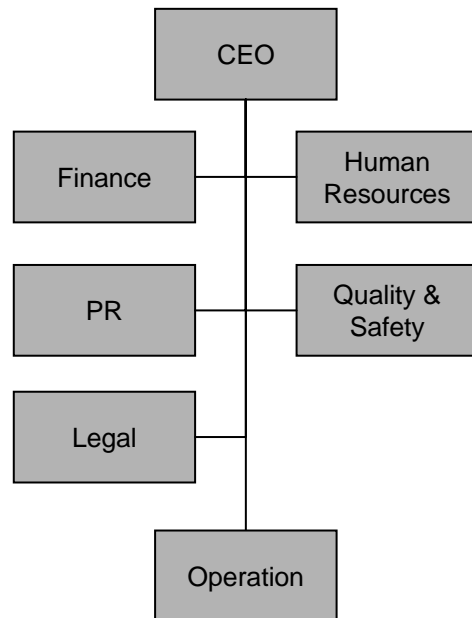 CEO
Finance
Human
Resources
PR
Quality &
Safety
Legal
Operation